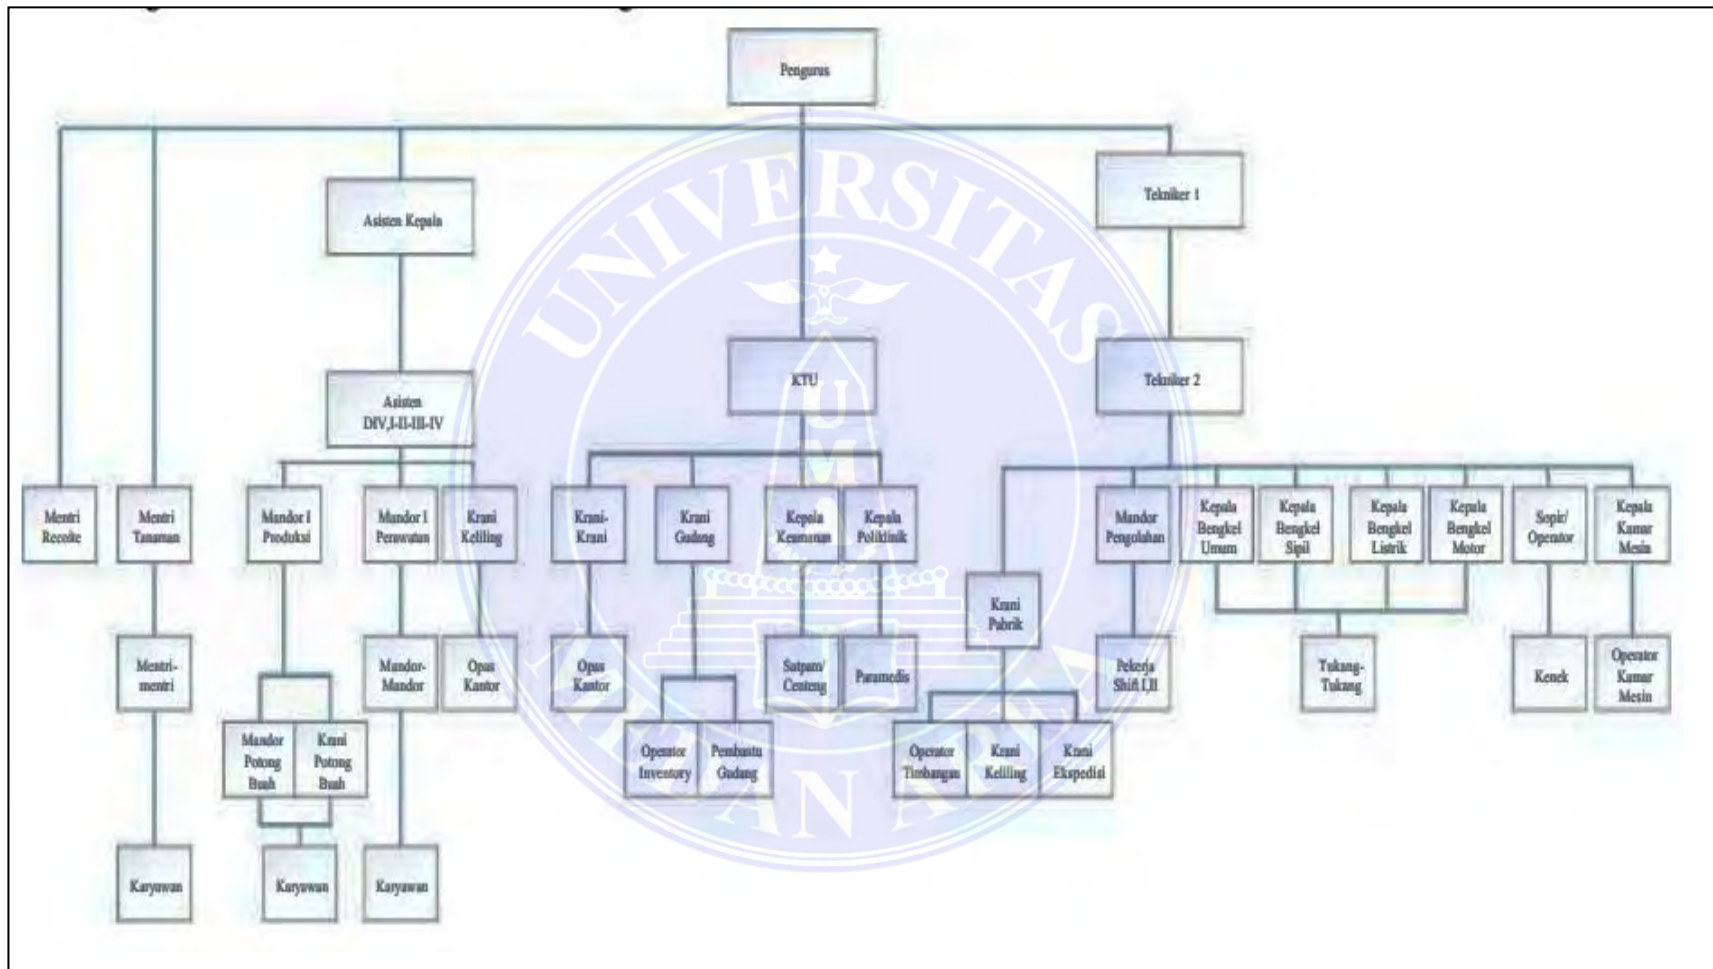 Pengurus
Tekniker 1
Asisten Kepala
KTU
Tekniker 2
Asisten
DIV,I-II-III-IV
Mentri
Recolte
Mentri
Tanaman
Mandor I
Produksi
Mandor I
Perawatan
Krani
Keliling
Krani-
Krani
Krani
Gudang
Kepala
Keamanan
Kepala
Poliklinik
Mandor
Pengolahan
Kepala
Bengkel
Umum
Kepala
Bengkel
Sipil
Kepala
Bengkel
Listrik
Kepala
Bengkel
Motor
Sopir/
Operator
Kepala
Kamar
Mesin
Krani
Pabrik
Mentri-
mentri
Mandor-
Mandor
Opas
Kantor
Opas
Kantor
Satpam/
Centeng
Paramedis
Pekerja
Shift I,II
Tukang-
Tukang
Kenek
Operator
Kamar
Mesin
Mandor
Potong
Buah
Krani
Potong
Buah
Operator
Inventory
Pembantu
Gudang
Operator
Timbangan
Krani
Keliling
Krani
Ekspedisi
Karyawan
Karyawan
Karyawan
UNIVERSITAS
MEDAN AREA
UMA